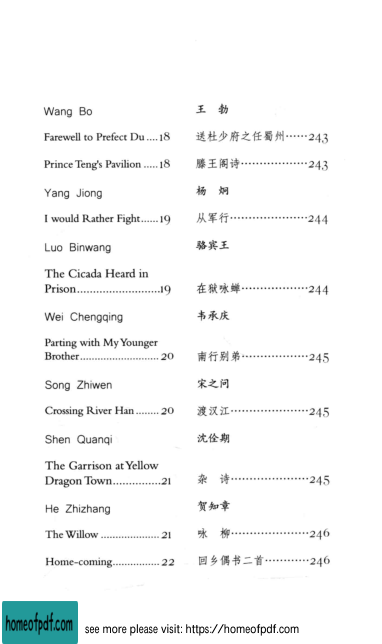 Wang Bo 王 勃
Farewell to Prefect Du....18 送杜少府之任蜀州······243
Prince Teng's Pavilion .....18 滕王阁诗·················243
Yang Jiong 杨 炯
I would Rather Fight......19 从军行····················244
Luo Binwang 骆宾王
The Cicada Heard in
Prison..........................19 在狱咏蝉·················244
Wei Chengqing 韦承庆
Parting with My Younger
Brother............................ 20 南行别弟·················245
Song Zhiwen 宋之问
Crossing River Han ........ 20 渡汉江····················245
Shen Quanqi 沈佺期
The Garrison at Yellow
Dragon Town...............21 杂 诗····················245
He Zhizhang 贺知章
The Willow ..................... 21 咏 柳····················246
Home-coming................ 22 回乡偶书二首···········246
homeofpdf.com see more please visit: https://homeofpdf.com